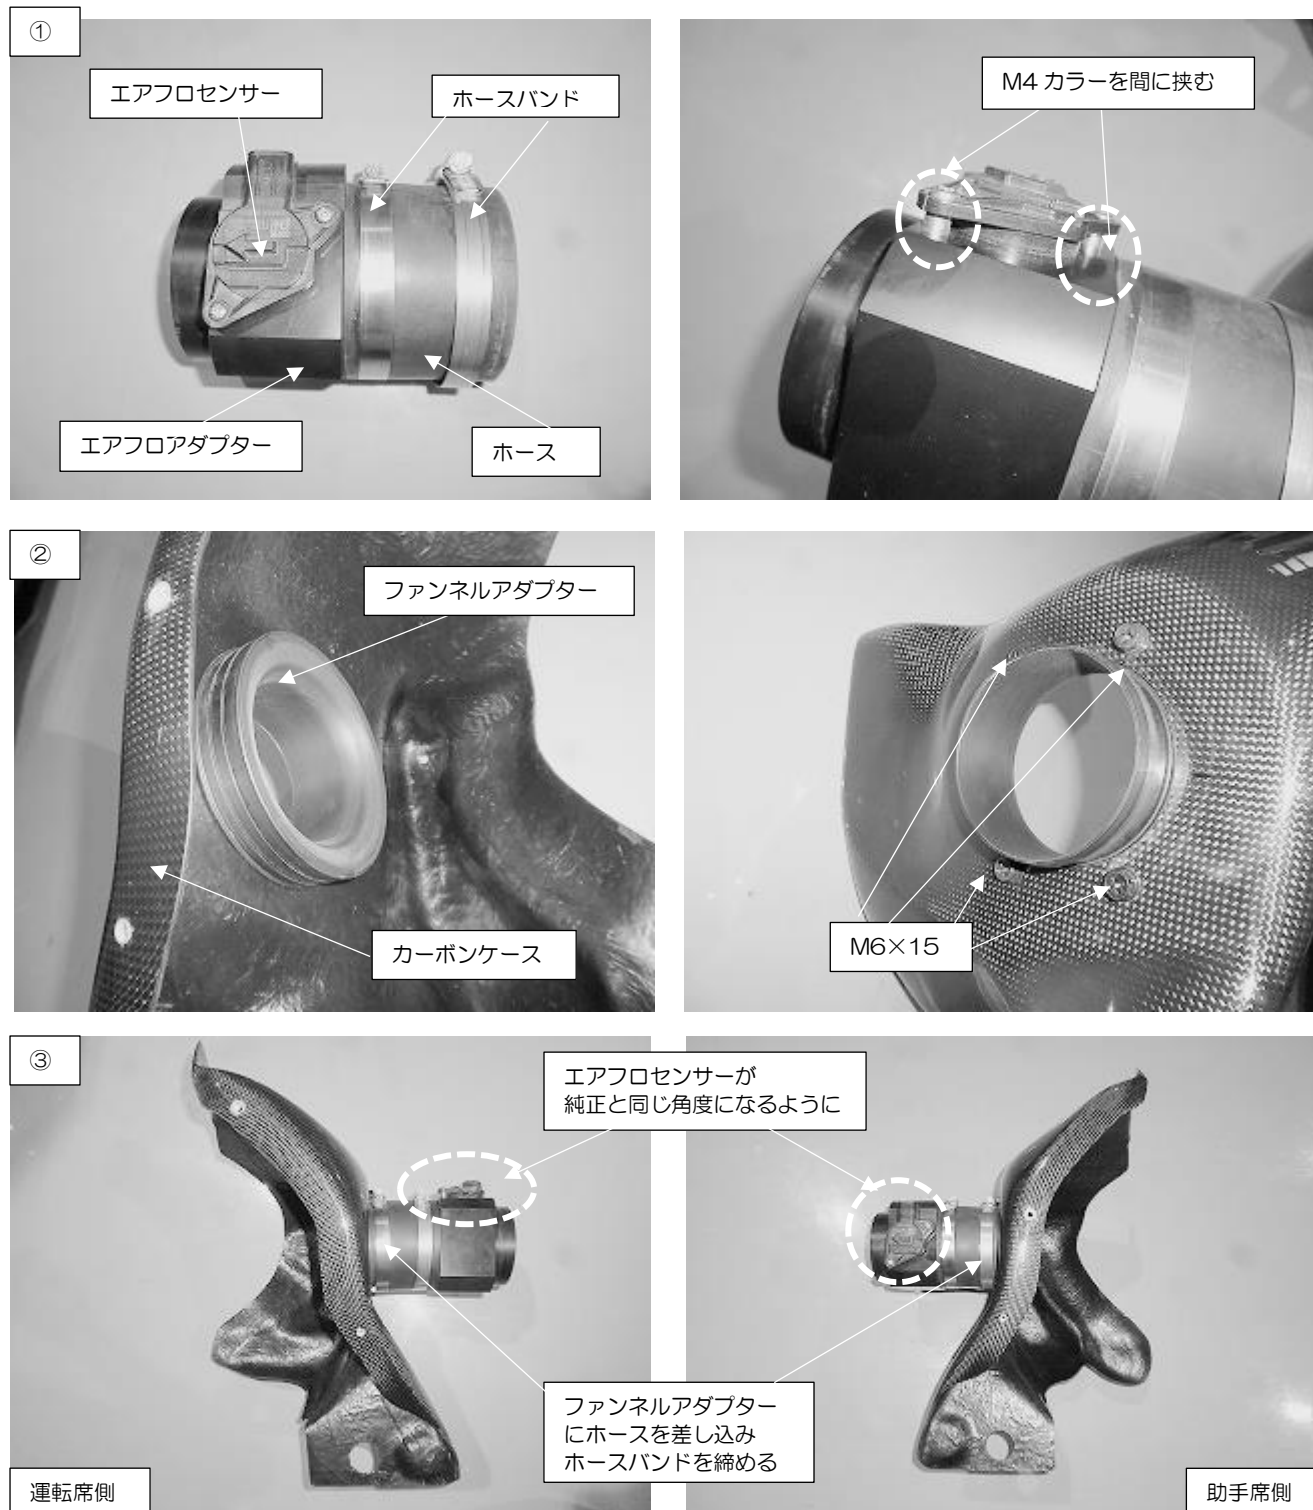 ①
エアフロセンサー
ホースバンド
M4 カラーを間に挟む
エアフロアダプター
ホース
②
ファンネルアダプター
カーボンケース
M6×15
③
エアフロセンサーが
純正と同じ角度になるように
ファンネルアダプター
にホースを差し込み
ホースバンドを締める
運転席側
助手席側